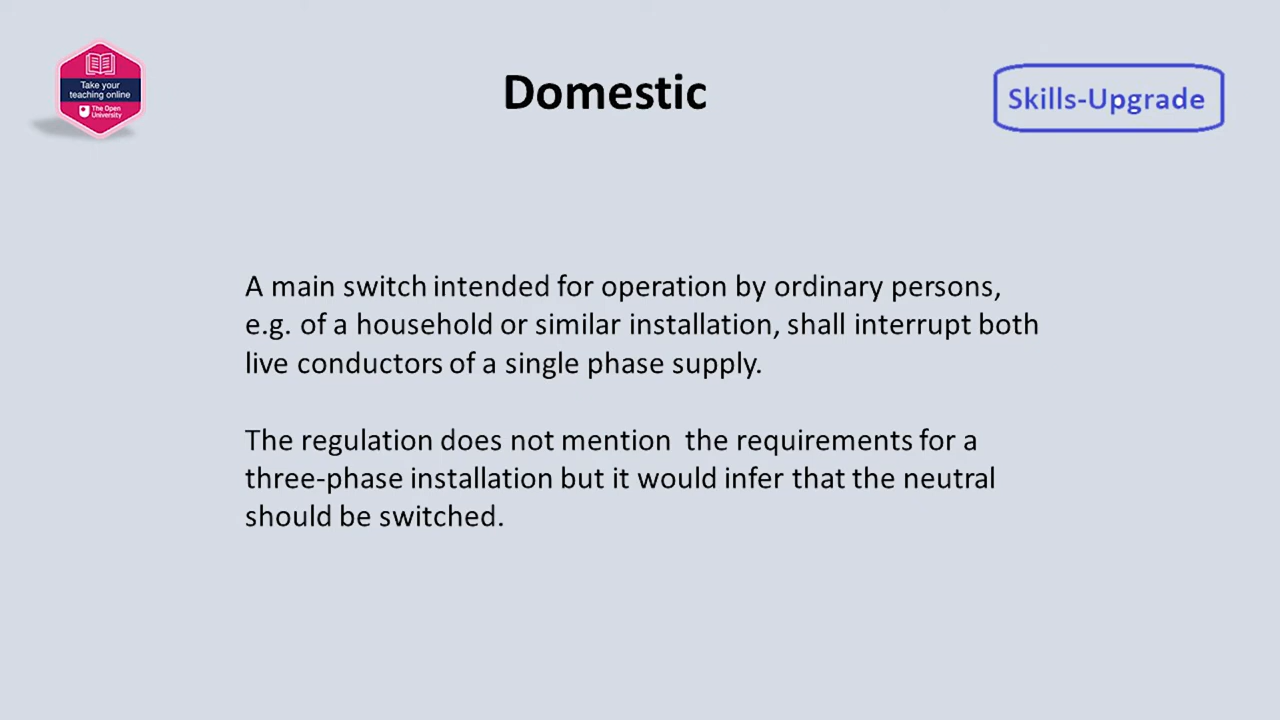 Take your
teaching online
The Open
University
Domestic
Skills-Upgrade
A main switch intended for operation by ordinary persons,
e.g. of a household or similar installation, shall interrupt both
live conductors of a single phase supply.
The regulation does not mention  the requirements for a
three-phase installation but it would infer that the neutral
should be switched.